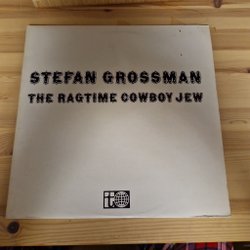 STEFAN GROSSMAN
THE RAGTIME COWBOY JEW